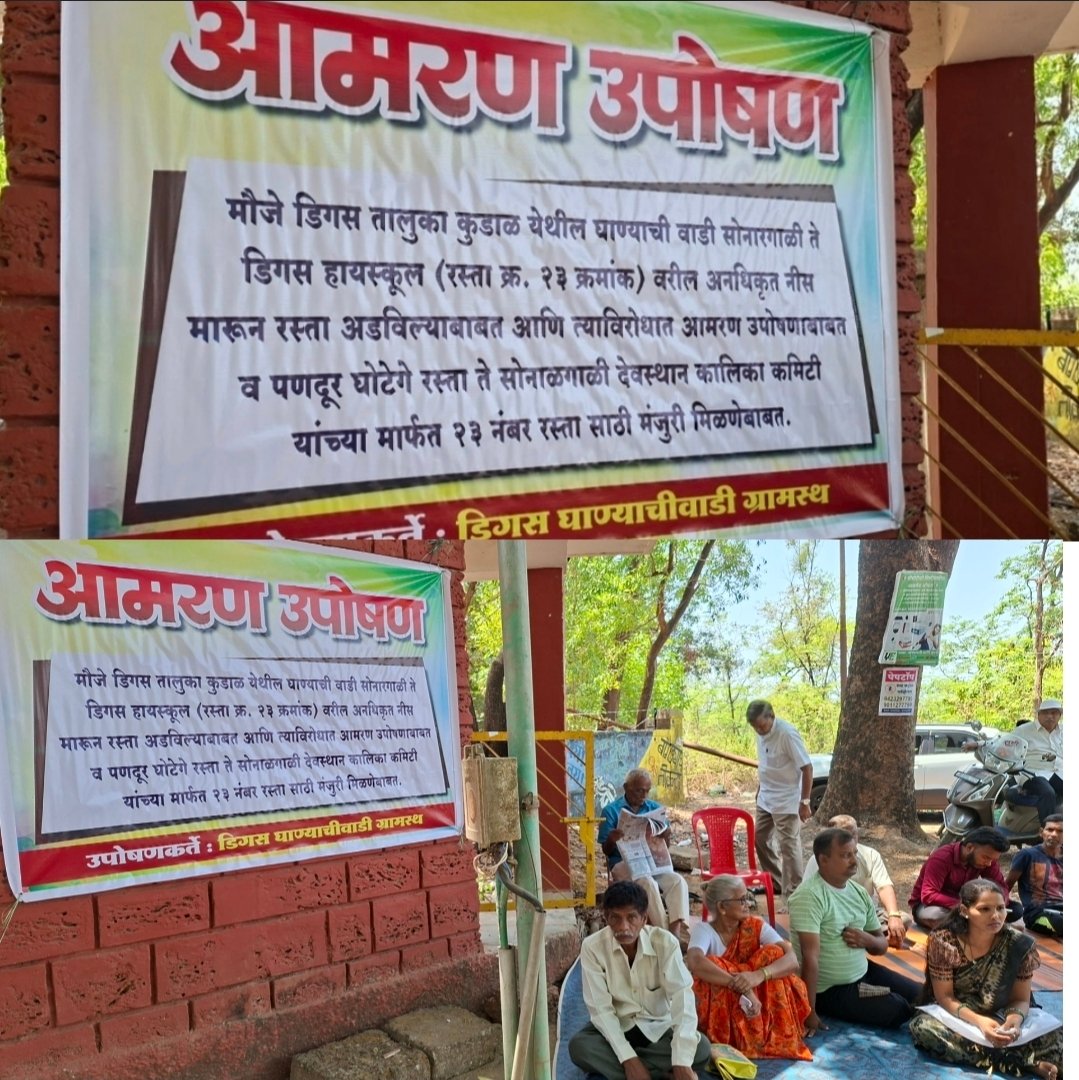 आमरण उपोषण
मौजे डिगस तालुका कुडाळ येथील घाण्याची वाडी सोनारगाळी ते
डिगस हायस्कूल (रस्ता क्र. २३ क्रमांक) वरील अनधिकृत नीस
मारून रस्ता अडविल्याबाबत आणि त्याविरोधात आमरण उपोषणाबाबत
व पणदूर घोटेगे रस्ता ते सोनाळगाळी देवस्थान कालिका कमिटी
यांच्या मार्फत २३ नंबर रस्ता साठी मंजुरी मिळणेबाबत.
डिगस घाण्याचीवाडी ग्रामस्थ
आमरण उपोषण
मौजे डिगस तालुका कुडाळ येथील घाण्याची वाडी सोनारगाळी ते
डिगस हायस्कूल (रस्ता क्र. २३ क्रमांक) वरील अनधिकृत नीस
मारून रस्ता अडविल्याबाबत आणि त्याविरोधात आमरण उपोषणाबाबत
व पणदूर घोटेगे रस्ता ते सोनाळगाळी देवस्थान कालिका कमिटी
यांच्या मार्फत २३ नंबर रस्ता साठी मंजुरी मिळणेबाबत.
उपोषणकर्ते : डिगस घाण्याचीवाडी ग्रामस्थ